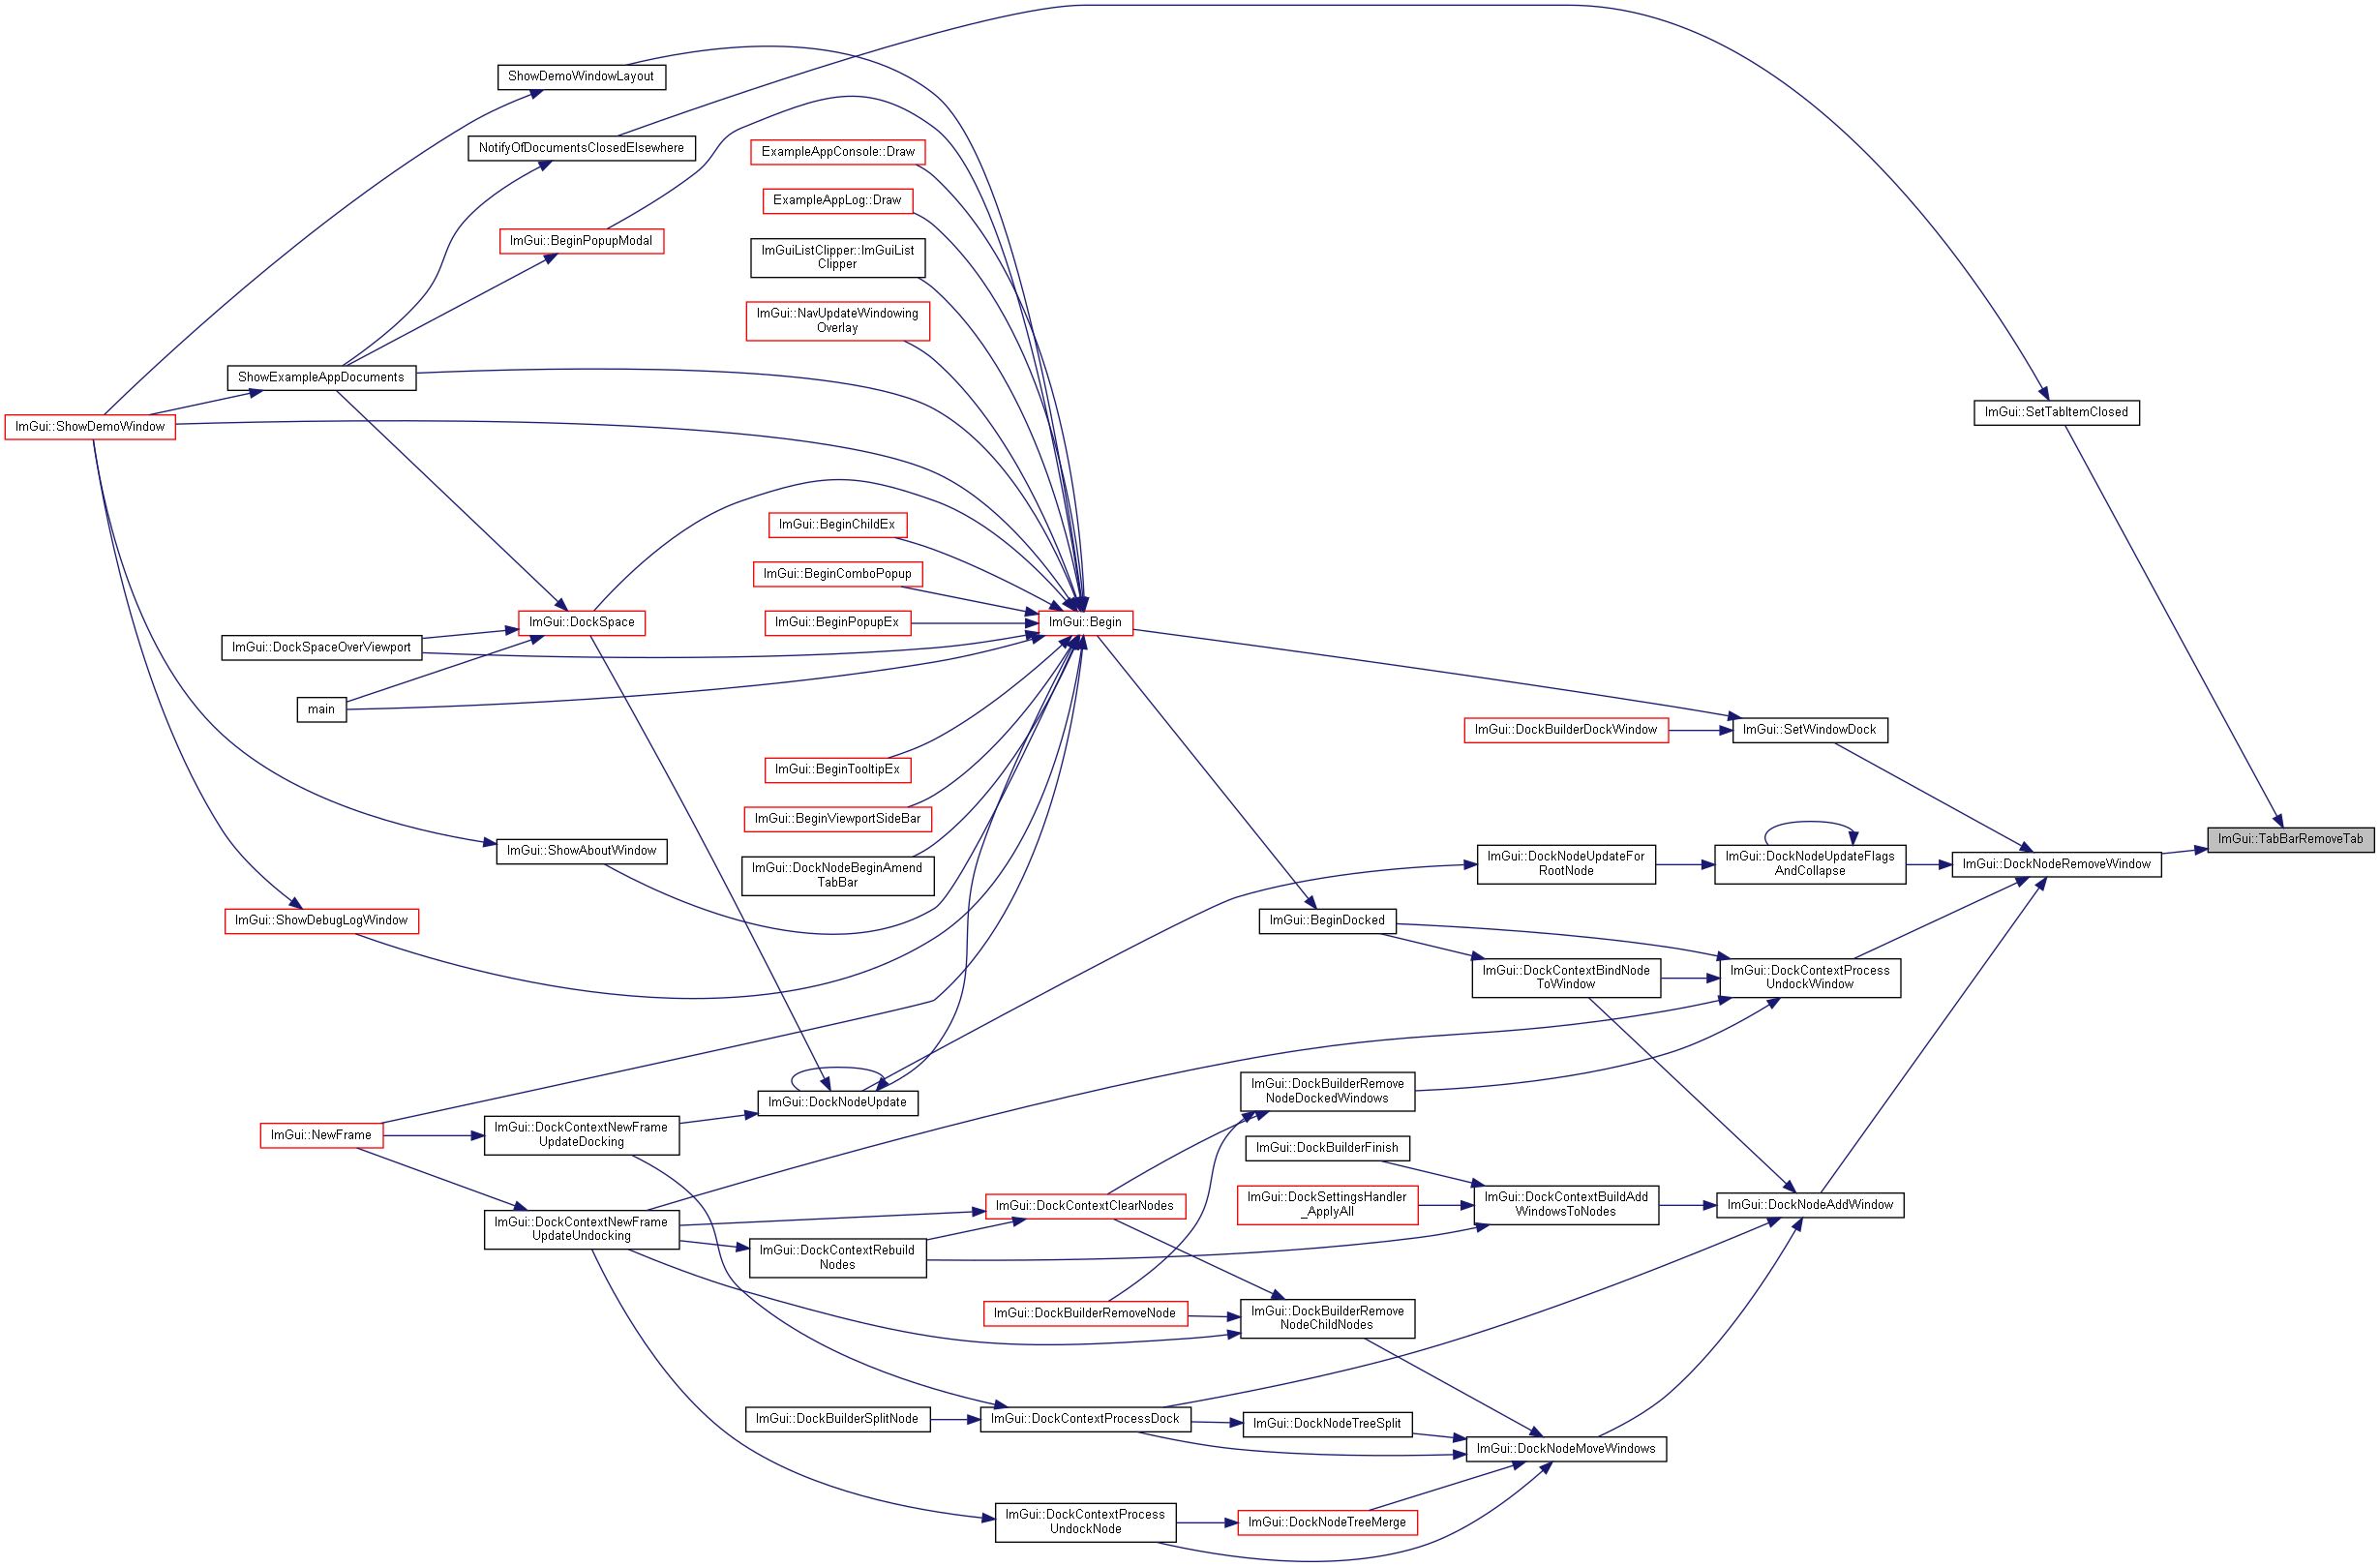 ShowDemoWindowLayout
NotifyOfDocumentsClosedElsewhere
ExampleAppConsole::Draw
ExampleAppLog::Draw
ImGui::BeginPopupModal
ImGuiListClipper::ImGuiList
Clipper
ImGui::NavUpdateWindowing
Overlay
ShowExampleAppDocuments
ImGui::ShowDemoWindow
ImGui::SetTabItemClosed
ImGui::BeginChildEx
ImGui::BeginComboPopup
ImGui::DockSpace
ImGui::BeginPopupEx
ImGui::Begin
ImGui::DockSpaceOverViewport
main
ImGui::DockBuilderDockWindow
ImGui::SetWindowDock
ImGui::BeginTooltipEx
ImGui::BeginViewportSideBar
ImGui::TabBarRemoveTab
ImGui::ShowAboutWindow
ImGui::DockNodeBeginAmend
TabBar
ImGui::DockNodeUpdateFor
RootNode
ImGui::DockNodeUpdateFlags
AndCollapse
ImGui::DockNodeRemoveWindow
ImGui::ShowDebugLogWindow
ImGui::BeginDocked
ImGui::DockContextBindNode
ToWindow
ImGui::DockContextProcess
UndockWindow
ImGui::DockNodeUpdate
ImGui::DockBuilderRemove
NodeDockedWindows
ImGui::NewFrame
ImGui::DockContextNewFrame
UpdateDocking
ImGui::DockBuilderFinish
ImGui::DockContextClearNodes
ImGui::DockSettingsHandler
_ApplyAll
ImGui::DockContextBuildAdd
WindowsToNodes
ImGui::DockNodeAddWindow
ImGui::DockContextNewFrame
UpdateUndocking
ImGui::DockContextRebuild
Nodes
ImGui::DockBuilderRemoveNode
ImGui::DockBuilderRemove
NodeChildNodes
ImGui::DockBuilderSplitNode
ImGui::DockContextProcessDock
ImGui::DockNodeTreeSplit
ImGui::DockNodeMoveWindows
ImGui::DockContextProcess
UndockNode
ImGui::DockNodeTreeMerge